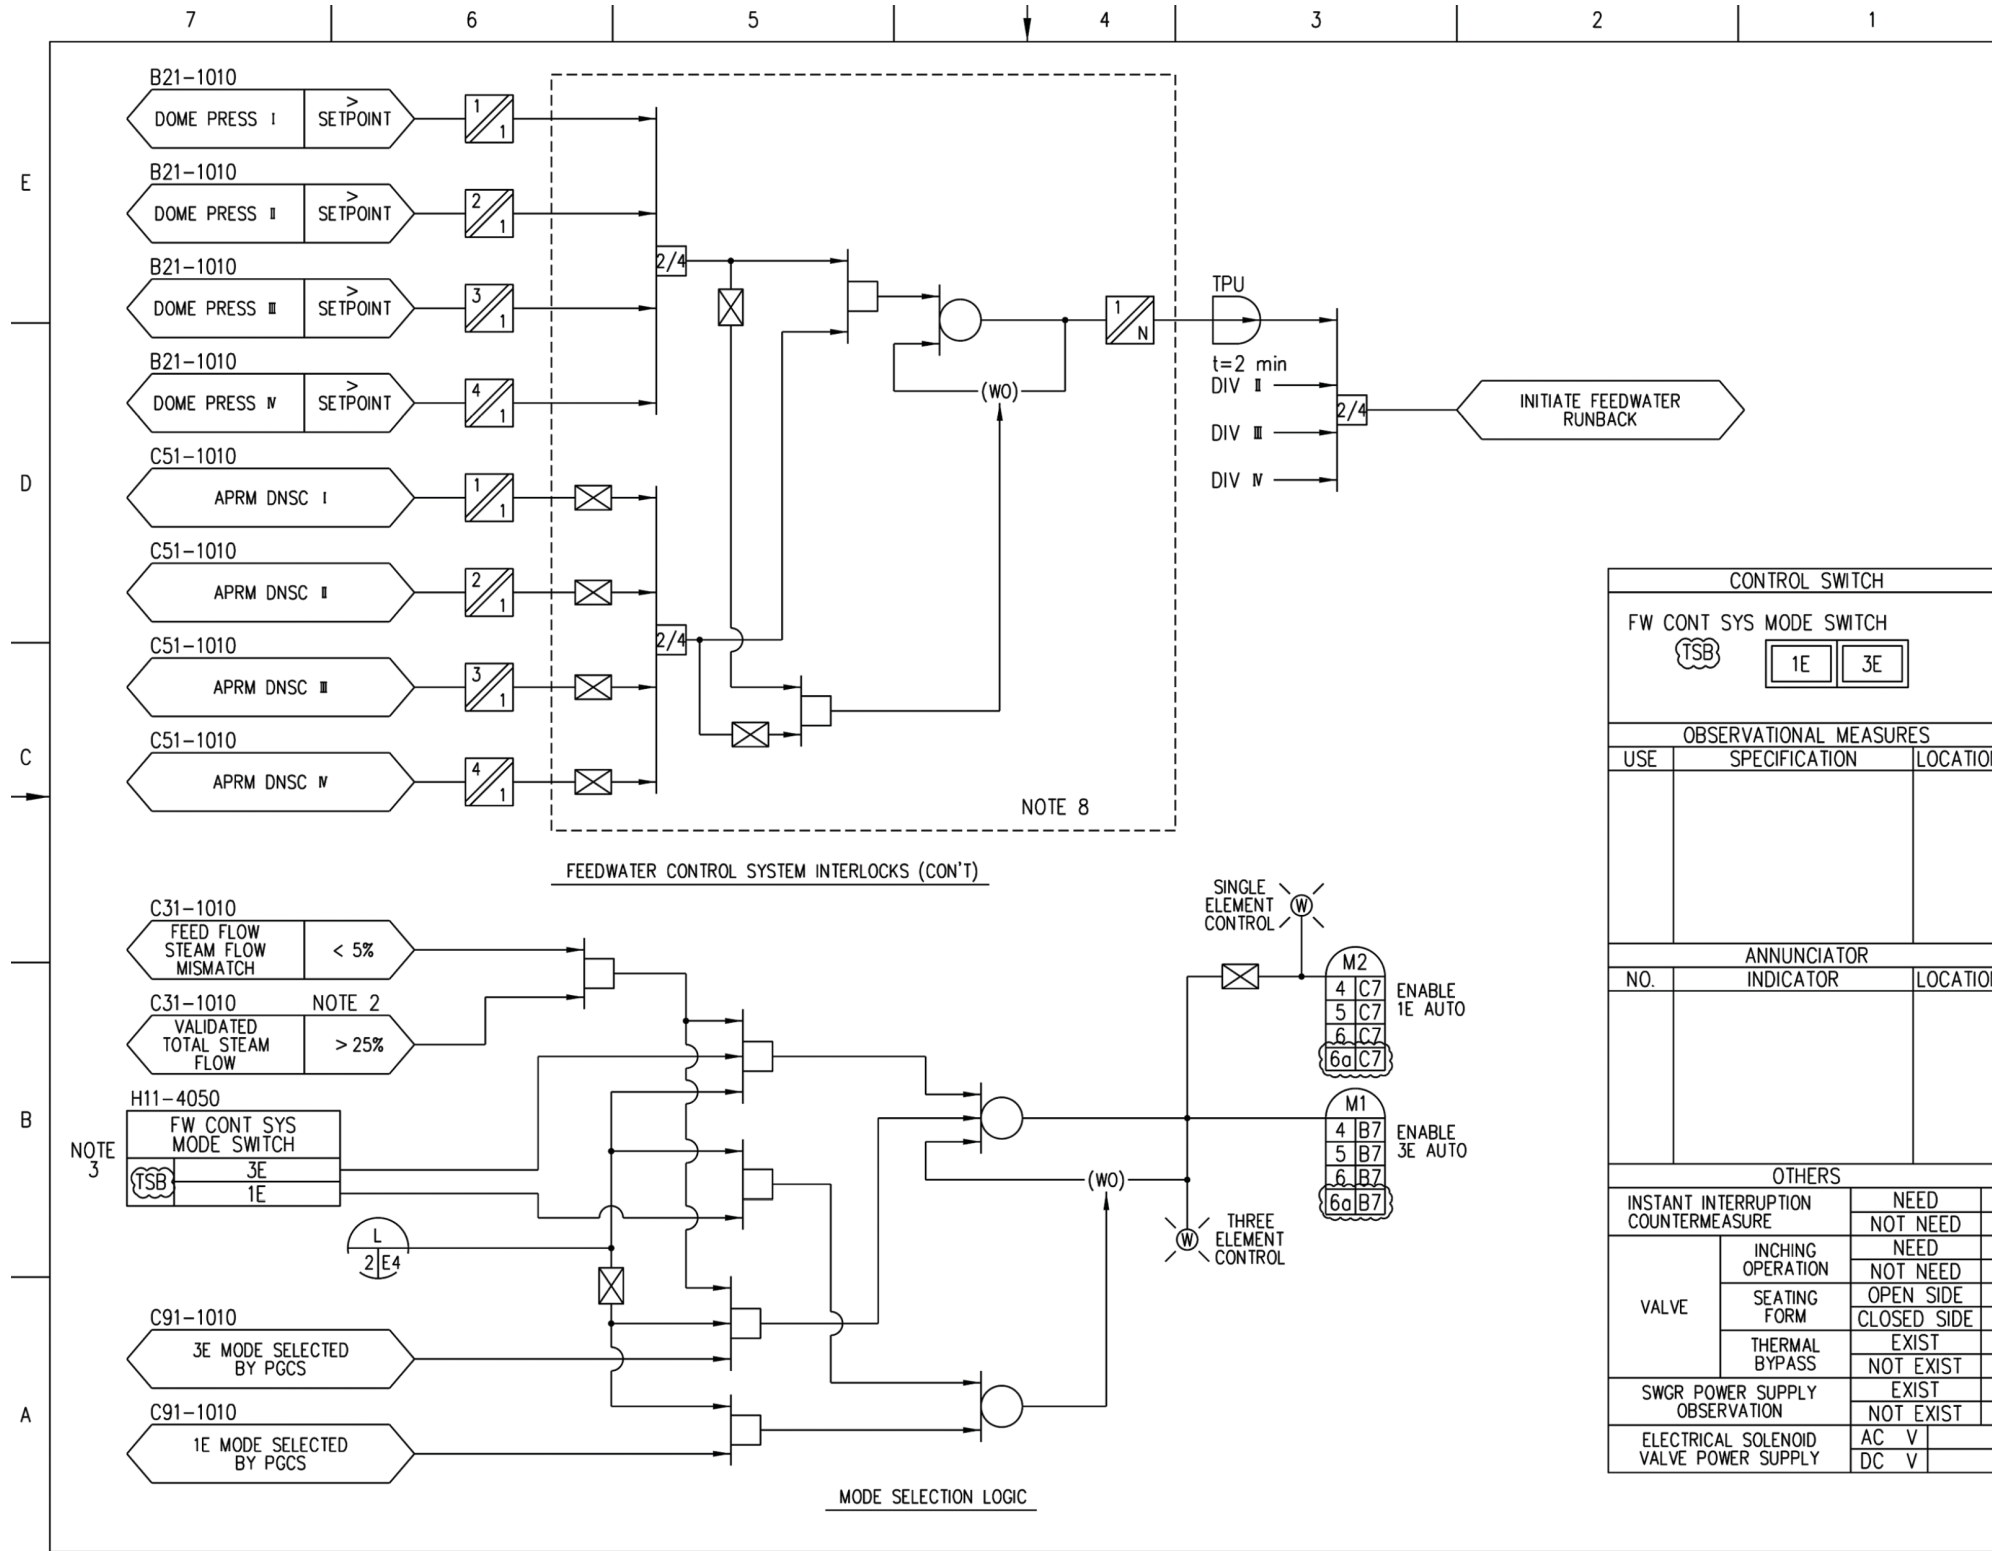 7 6 5 4 3 2 1
E
D
C
B
A
B21-1010
DOME PRESS I > SETPOINT
1 1
B21-1010
DOME PRESS II > SETPOINT
2 1
B21-1010
DOME PRESS III > SETPOINT
3 1
B21-1010
DOME PRESS IV > SETPOINT
4 1
C51-1010
APRM DNSC I
1 1
C51-1010
APRM DNSC II
2 1
C51-1010
APRM DNSC III
3 1
C51-1010
APRM DNSC IV
4 1
2/4
2/4
(WO)
1 N
NOTE 8
TPU
t=2 min
DIV II
DIV III
DIV IV
2/4
INITIATE FEEDWATER
RUNBACK
FEEDWATER CONTROL SYSTEM INTERLOCKS (CON'T)
C31-1010
FEED FLOW
STEAM FLOW
MISMATCH
< 5%
C31-1010 NOTE 2
VALIDATED
TOTAL STEAM
FLOW
> 25%
H11-4050
FW CONT SYS
MODE SWITCH
NOTE
3
TSB
3E
1E
L
2 E4
C91-1010
3E MODE SELECTED
BY PGCS
C91-1010
1E MODE SELECTED
BY PGCS
(WO)
SINGLE
ELEMENT
CONTROL
W
M2
4 C7
5 C7
6 C7
6a C7
ENABLE
1E AUTO
M1
4 B7
5 B7
6 B7
6a B7
ENABLE
3E AUTO
W
THREE
ELEMENT
CONTROL
MODE SELECTION LOGIC
CONTROL SWITCH
FW CONT SYS MODE SWITCH
TSB 1E 3E
OBSERVATIONAL MEASURES
USE SPECIFICATION LOCATIO
ANNUNCIATOR
NO. INDICATOR LOCATIO
OTHERS
INSTANT INTERRUPTION
COUNTERMEASURE
NEED
NOT NEED
VALVE
INCHING
OPERATION
NEED
NOT NEED
SEATING
FORM
OPEN SIDE
CLOSED SIDE
THERMAL
BYPASS
EXIST
NOT EXIST
SWGR POWER SUPPLY
OBSERVATION
EXIST
NOT EXIST
ELECTRICAL SOLENOID
VALVE POWER SUPPLY
AC V
DC V